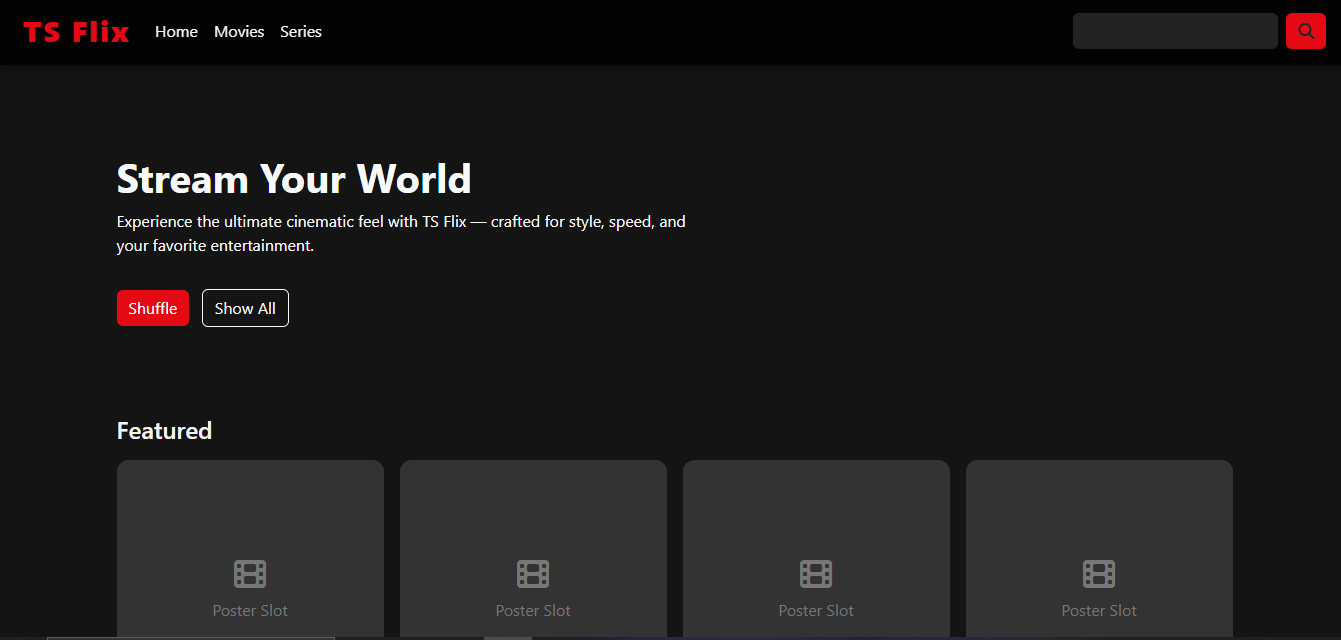 TS Flix
Home Movies Series
Stream Your World
Experience the ultimate cinematic feel with TS Flix — crafted for style, speed, and
your favorite entertainment.
Shuffle Show All
Featured
Poster Slot Poster Slot Poster Slot Poster Slot